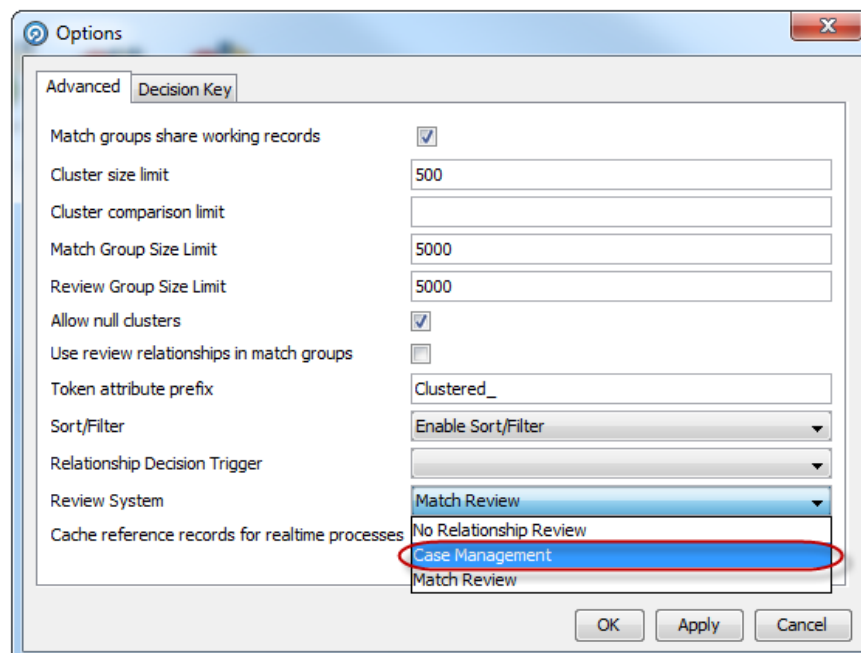 Options
Advanced
Decision Key
Match groups share working records
Cluster size limit 500
Cluster comparison limit
Match Group Size Limit 5000
Review Group Size Limit 5000
Allow null clusters
Use review relationships in match groups
Token attribute prefix Clustered_
Sort/Filter Enable Sort/Filter
Relationship Decision Trigger
Review System Match Review
Cache reference records for realtime processes No Relationship Review
Case Management
Match Review
OK Apply Cancel